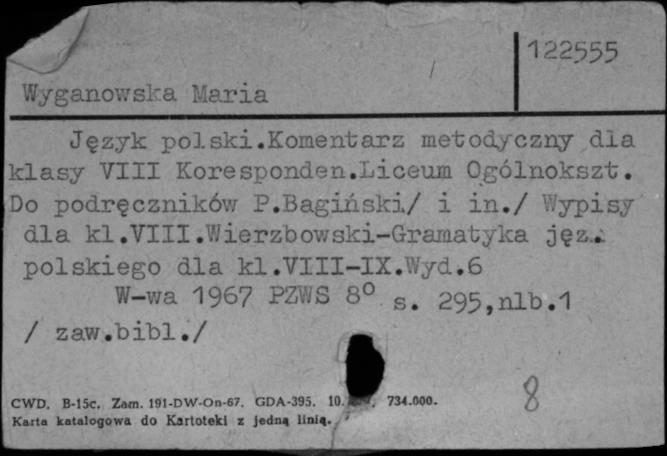 122555
Wyganowska Maria
Język polski.Komentarz metodyczny dla
klasy VIII Koresponden.Liceum Ogólnokszt.
Do podręczników P.Bagiński/ i in./ Wypisy
dla kl.VIII.Wierzbowski-Gramatyka jęz.
polskiego dla kl.VIII-IX.Wyd.6
W-wa 1967 PZWS 8° s. 295,nlb.1
/ zaw.bibl./
8
CWD. B-15c. Zam. 191-DW-On-67. GDA-395. 10. 734.000.
Karta katalogowa do Kartoteki z jedną linią.